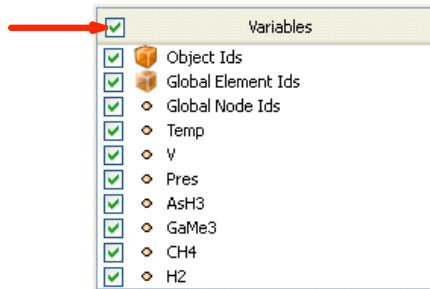 Variables
Object Ids
Global Element Ids
Global Node Ids
Temp
V
Pres
AsH3
GaMe3
CH4
H2